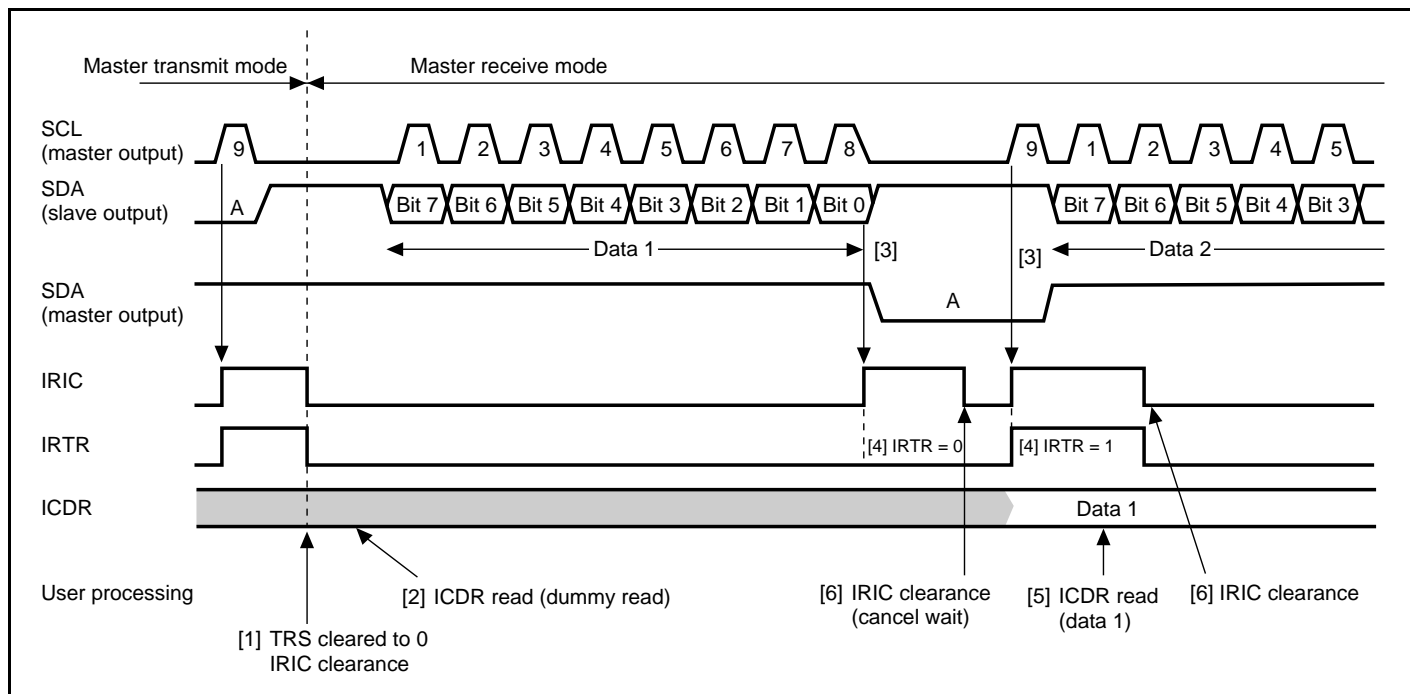 Master transmit mode
Master receive mode
SCL
(master output)
9 1 2 3 4 5 6 7 8 9 1 2 3 4 5
SDA
(slave output)
A Bit 7 Bit 6 Bit 5 Bit 4 Bit 3 Bit 2 Bit 1 Bit 0 Bit 7 Bit 6 Bit 5 Bit 4 Bit 3
Data 1 [3] [3] Data 2
SDA
(master output)
A
IRIC
IRTR
[4] IRTR = 0
[4] IRTR = 1
ICDR
Data 1
User processing
[2] ICDR read (dummy read)
[6] IRIC clearance
(cancel wait)
[5] ICDR read
(data 1)
[6] IRIC clearance
[1] TRS cleared to 0
IRIC clearance